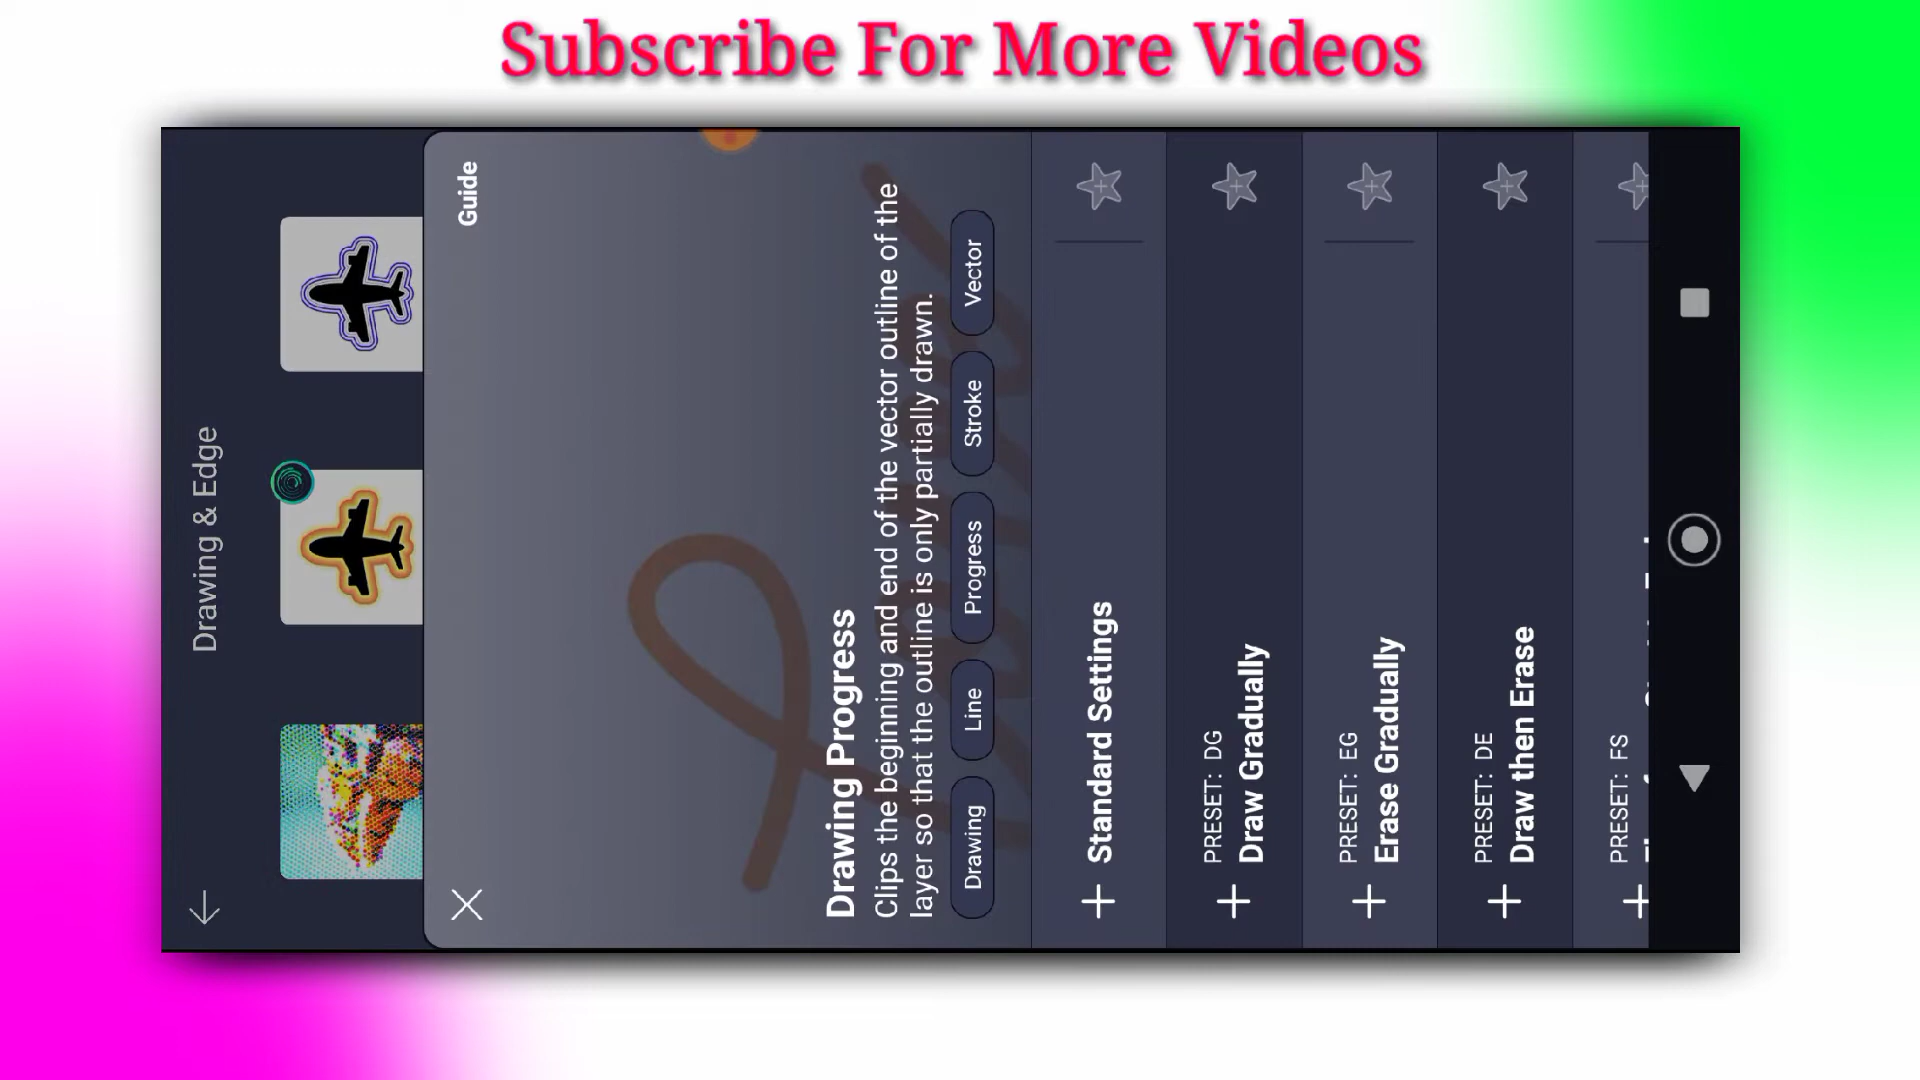 Subscribe For More Videos
Drawing & Edge
Guide
Drawing Progress
Clips the beginning and end of the vector outline of the
layer so that the outline is only partially drawn.
Drawing Line Progress Stroke Vector
Standard Settings
PRESET: DG
Draw Gradually
PRESET: EG
Erase Gradually
PRESET: DE
Draw then Erase
PRESET: FS